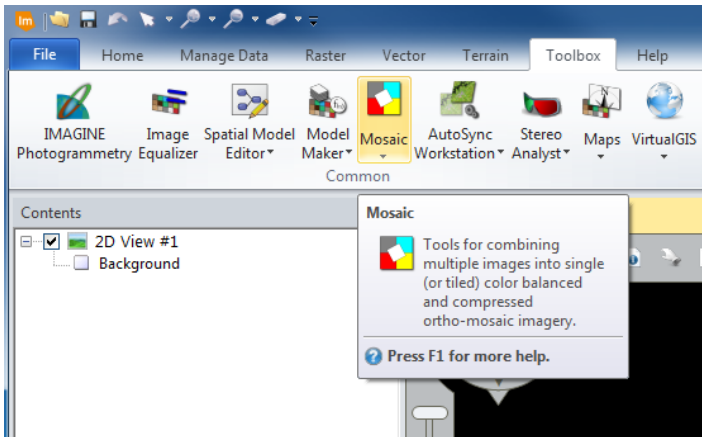 Im
File Home Manage Data Raster Vector Terrain Toolbox Help
IMAGINE Image Spatial Model Model Mosaic AutoSync Stereo Maps VirtualGIS
Photogrammetry Equalizer Editor Maker Workstation Analyst
Common
Contents
2D View #1
Background
Mosaic
Tools for combining
multiple images into single
(or tiled) color balanced
and compressed
ortho-mosaic imagery.
Press F1 for more help.